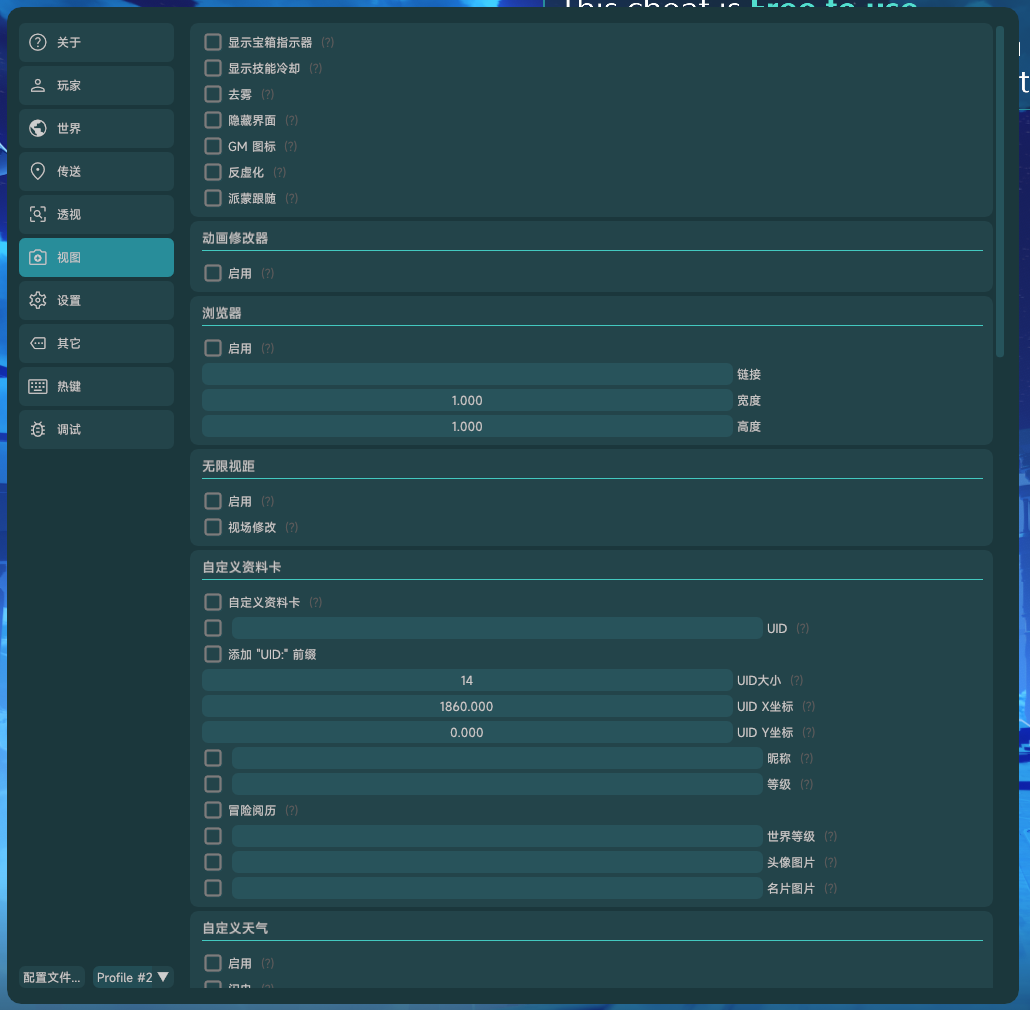 This cheat is Free to use
关于
玩家
世界
传送
透视
视图
设置
其它
热键
调试
配置文件...
Profile #2
显示宝箱指示器 (?)
显示技能冷却 (?)
去雾 (?)
隐藏界面 (?)
GM 图标 (?)
反虚化 (?)
派蒙跟随 (?)
动画修改器
启用 (?)
浏览器
启用 (?)
链接
1.000 宽度
1.000 高度
无限视距
启用 (?)
视场修改 (?)
自定义资料卡
自定义资料卡 (?)
UID (?)
添加 "UID:" 前缀
14 UID大小 (?)
1860.000 UID X坐标 (?)
0.000 UID Y坐标 (?)
昵称 (?)
等级 (?)
冒险阅历 (?)
世界等级 (?)
头像图片 (?)
名片图片 (?)
自定义天气
启用 (?)